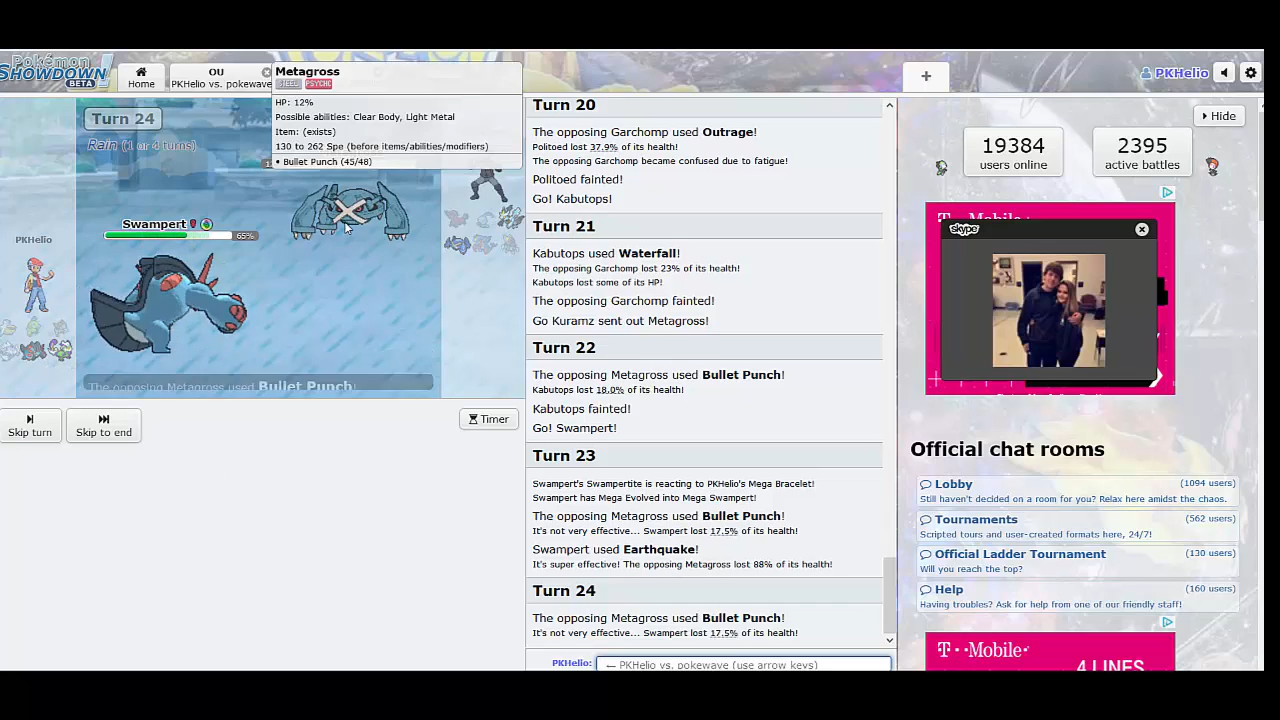 Pokémon
SHOWDOWN!
BETA
Home
OU
PKHelio vs. pokewave
PKHelio
Metagross
STEEL PSYCHC
HP: 12%
Possible abilities: Clear Body, Light Metal
Item: (exists)
130 to 262 Spe (before items/abilities/modifiers)
• Bullet Punch (45/48)
Turn 24
Rain (1 or 4 turns)
Swampert
65%
PKHelio
The opposing Metagross used Bullet Punch!
Skip turn
Skip to end
Timer
Turn 20
The opposing Garchomp used Outrage!
Politoed lost 37.9% of its health!
The opposing Garchomp became confused due to fatigue!
Politoed fainted!
Go! Kabutops!
Turn 21
Kabutops used Waterfall!
The opposing Garchomp lost 23% of its health!
Kabutops lost some of its HP!
The opposing Garchomp fainted!
Go Kuramz sent out Metagross!
Turn 22
The opposing Metagross used Bullet Punch!
Kabutops lost 18.0% of its health!
Kabutops fainted!
Go! Swampert!
Turn 23
Swampert's Swampertite is reacting to PKHelio's Mega Bracelet!
Swampert has Mega Evolved into Mega Swampert!
The opposing Metagross used Bullet Punch!
It's not very effective... Swampert lost 17.5% of its health!
Swampert used Earthquake!
It's super effective! The opposing Metagross lost 88% of its health!
Turn 24
The opposing Metagross used Bullet Punch!
It's not very effective... Swampert lost 17.5% of its health!
PKHelio:
← PKHelio vs. pokewave (use arrow keys)
Hide
19384
users online
2395
active battles
skype
Official chat rooms
Lobby (1094 users)
Still haven't decided on a room for you? Relax here amidst the chaos.
Tournaments (562 users)
Scripted tours and user-created formats here, 24/7!
Official Ladder Tournament (130 users)
Will you reach the top?
Help (160 users)
Having troubles? Ask for help from one of our friendly staff!
T··Mobile·
4 LINES